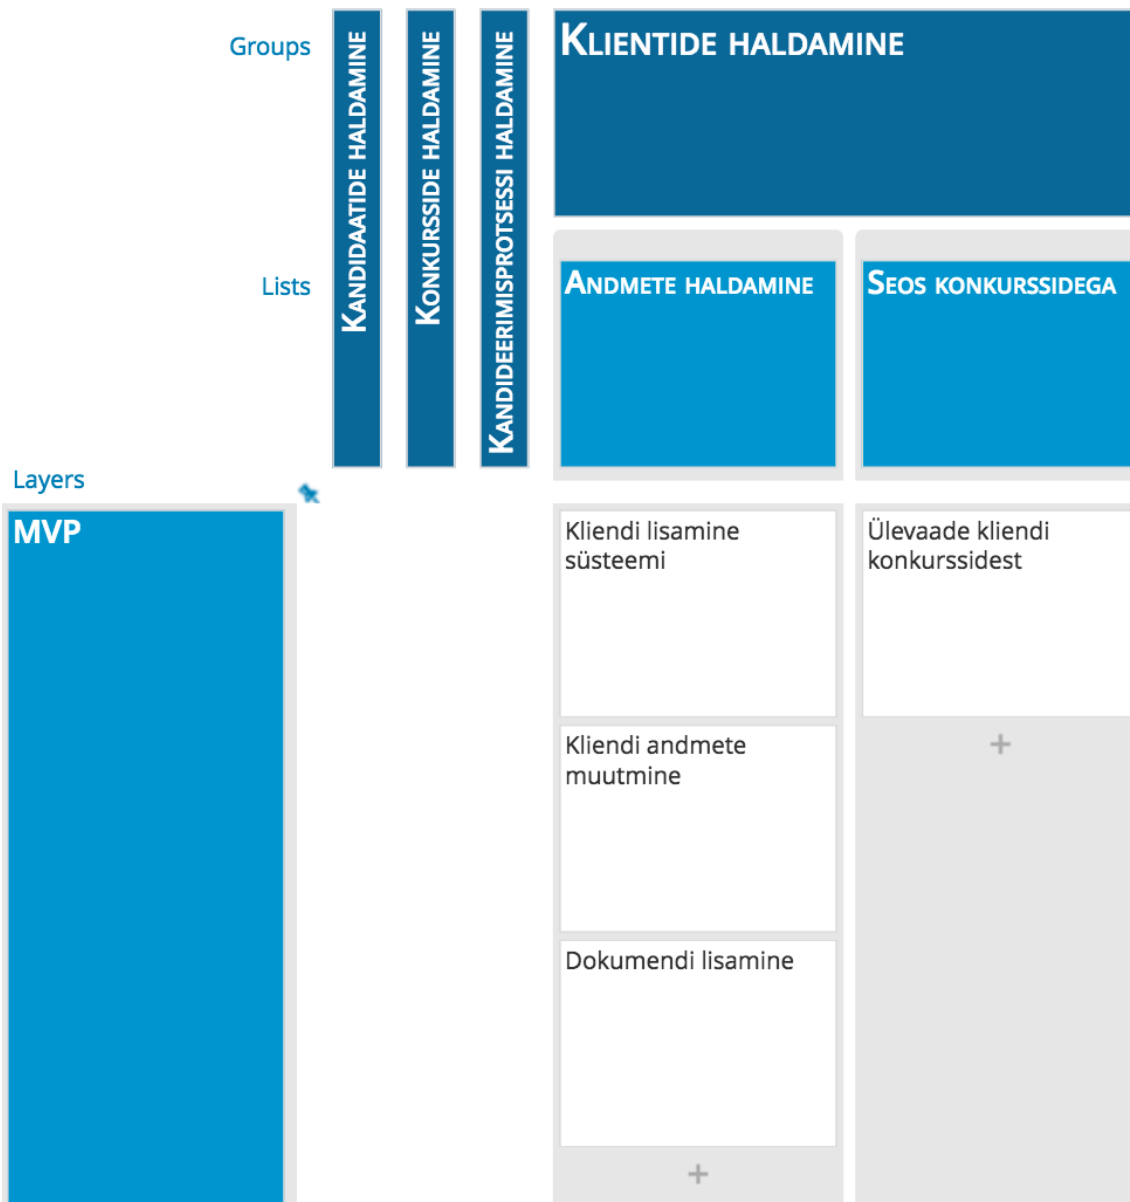 Groups
KANDIDAATIDE HALDAMINE
KONKURSSIDE HALDAMINE
KANDIDEERIMISPROTSESSI HALDAMINE
KLIENTIDE HALDAMINE
Lists
ANDMETE HALDAMINE
SEOS KONKURSSIDEGA
Layers
MVP
Kliendi lisamine
süsteemi
Ülevaade kliendi
konkurssidest
Kliendi andmete
muutmine
Dokumendi lisamine